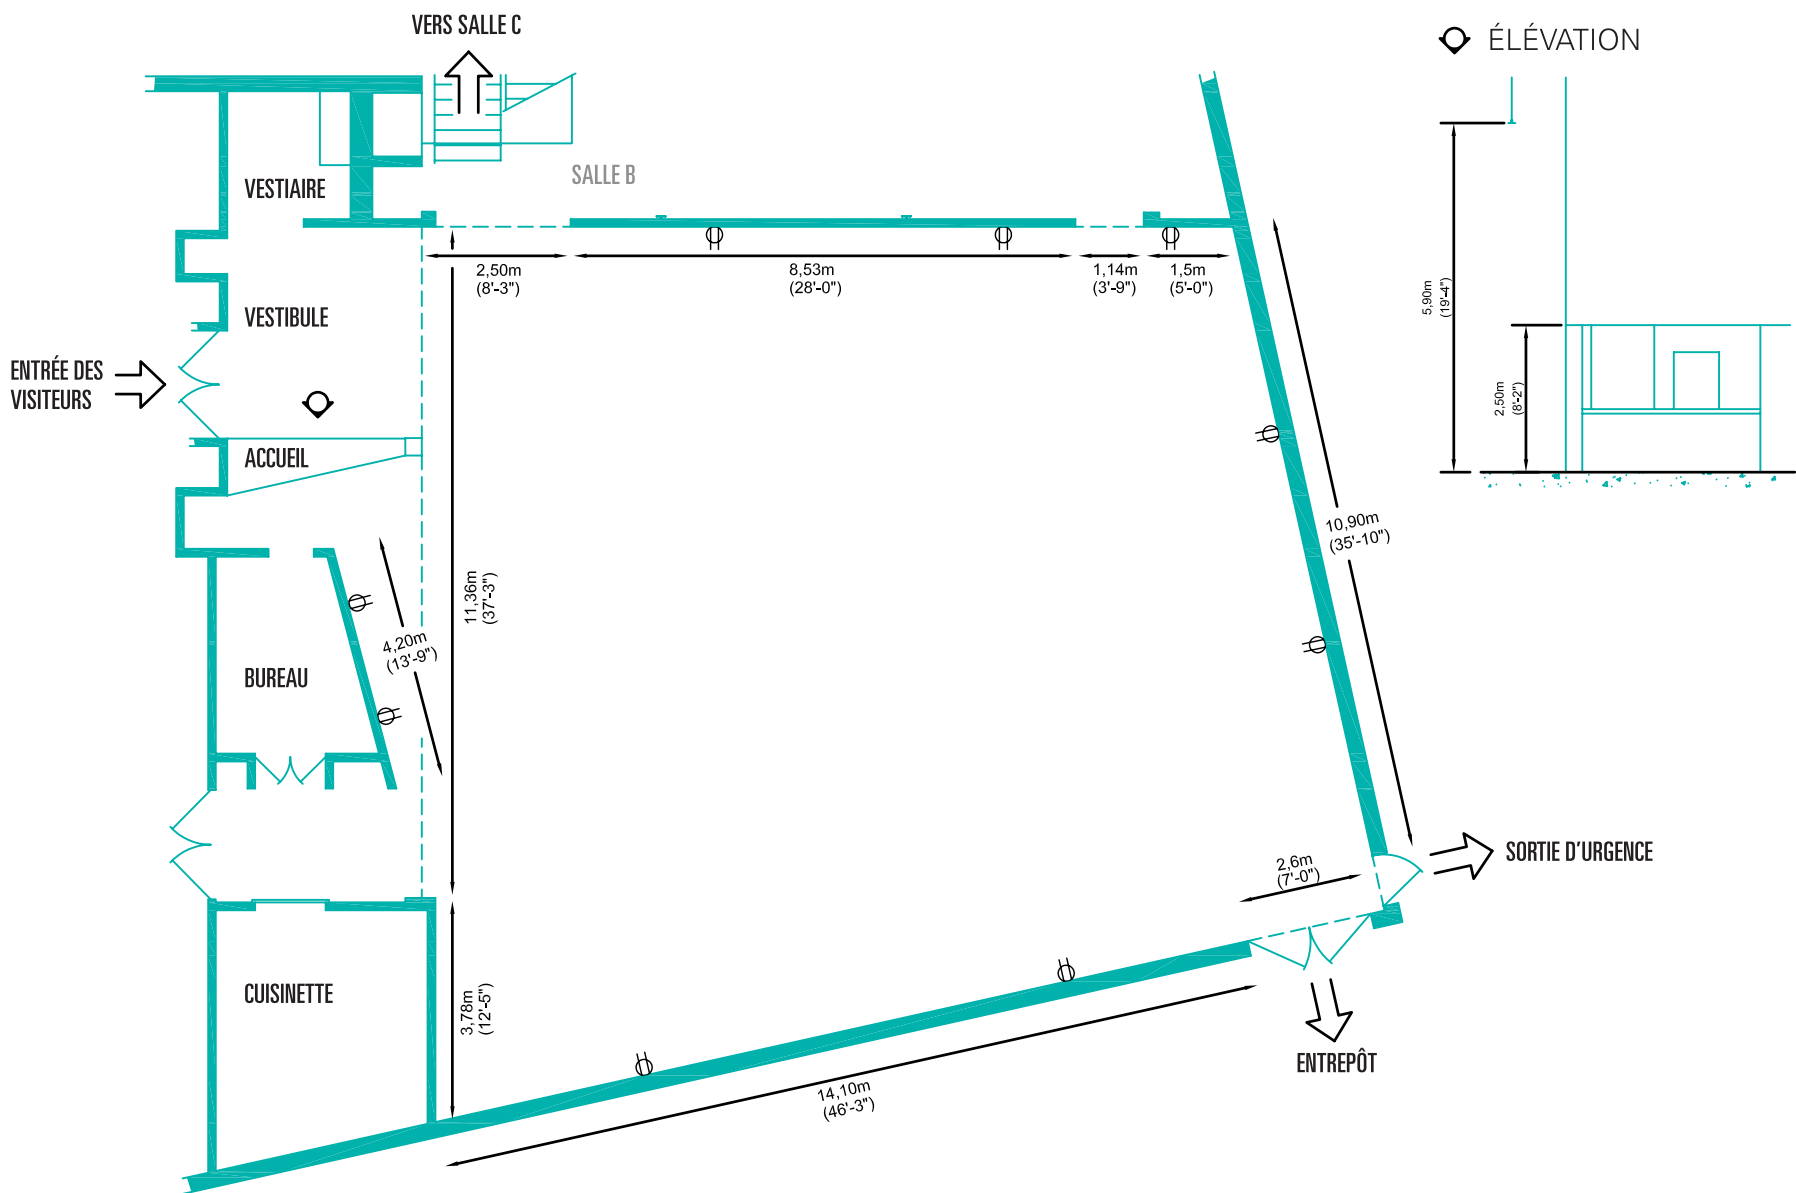 VERS SALLE C
ÉLÉVATION
SALLE B
VESTIAIRE
2,50m
(8'-3")
8,53m
(28'-0")
1,14m
(3'-9")
1,5m
(5'-0")
5,90m
(19'-4")
VESTIBULE
ENTRÉE DES
VISITEURS
2,50m
(8'-2")
ACCUEIL
10,90m
(35'-10")
11,36m
(37'-3")
4,20m
(13'-9")
BUREAU
2,6m
(7'-0")
SORTIE D'URGENCE
CUISINETTE
3,78m
(12'-5")
ENTREPÔT
14,10m
(46'-3")